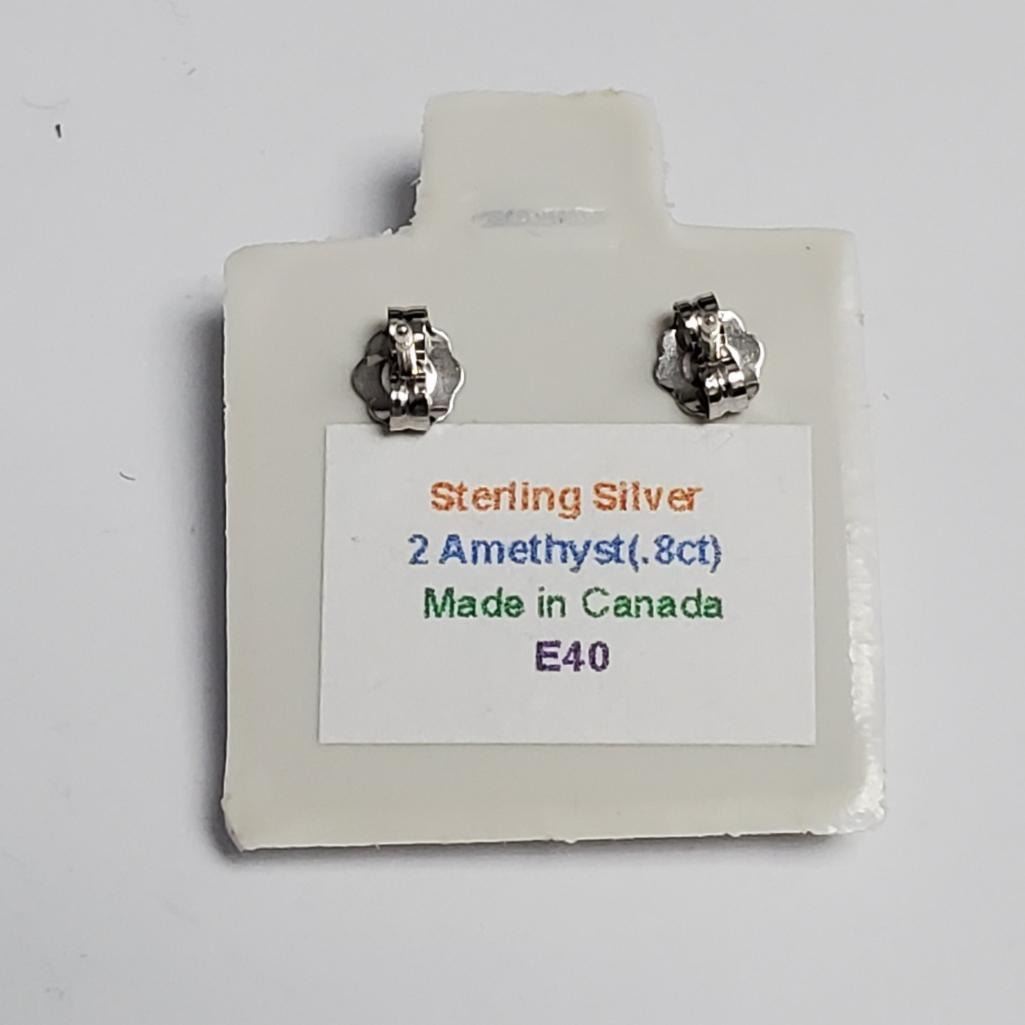 Sterling Silver
2 Amethyst(.8ct)
Made in Canada
E40